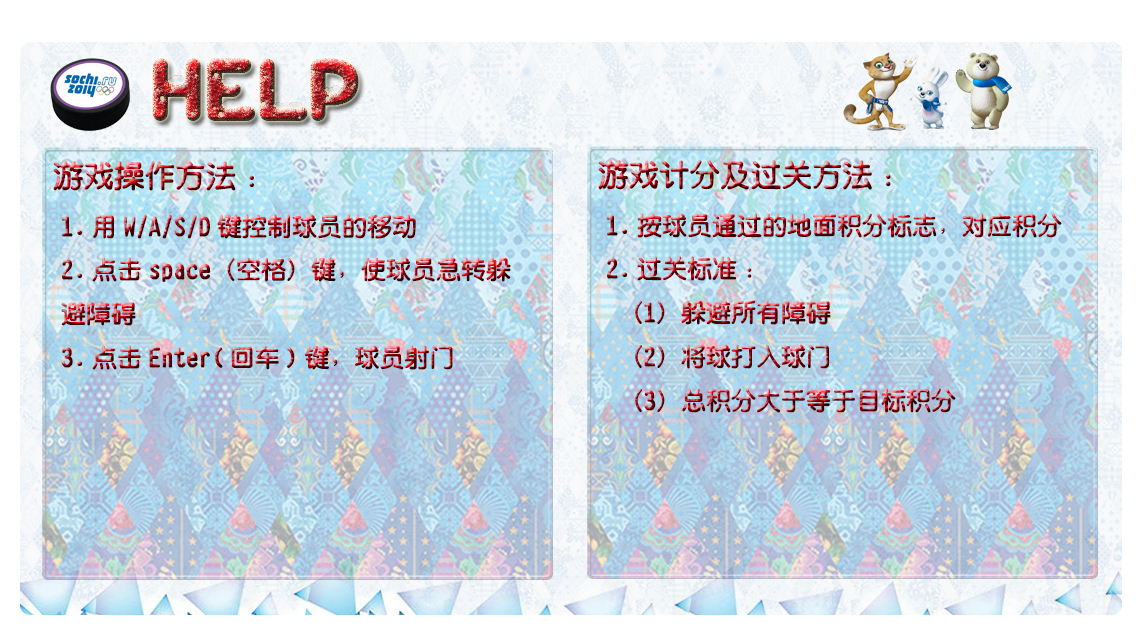 sochi.ru
2014
HELP
游戏操作方法：
1. 用 W/A/S/D 键控制球员的移动
2. 点击 space （空格）键，使球员急转躲
避障碍
3. 点击 Enter( 回车 ) 键，球员射门
游戏计分及过关方法：
1. 按球员通过的地面积分标志，对应积分
2. 过关标准：
（1）躲避所有障碍
（2）将球打入球门
（3）总积分大于等于目标积分